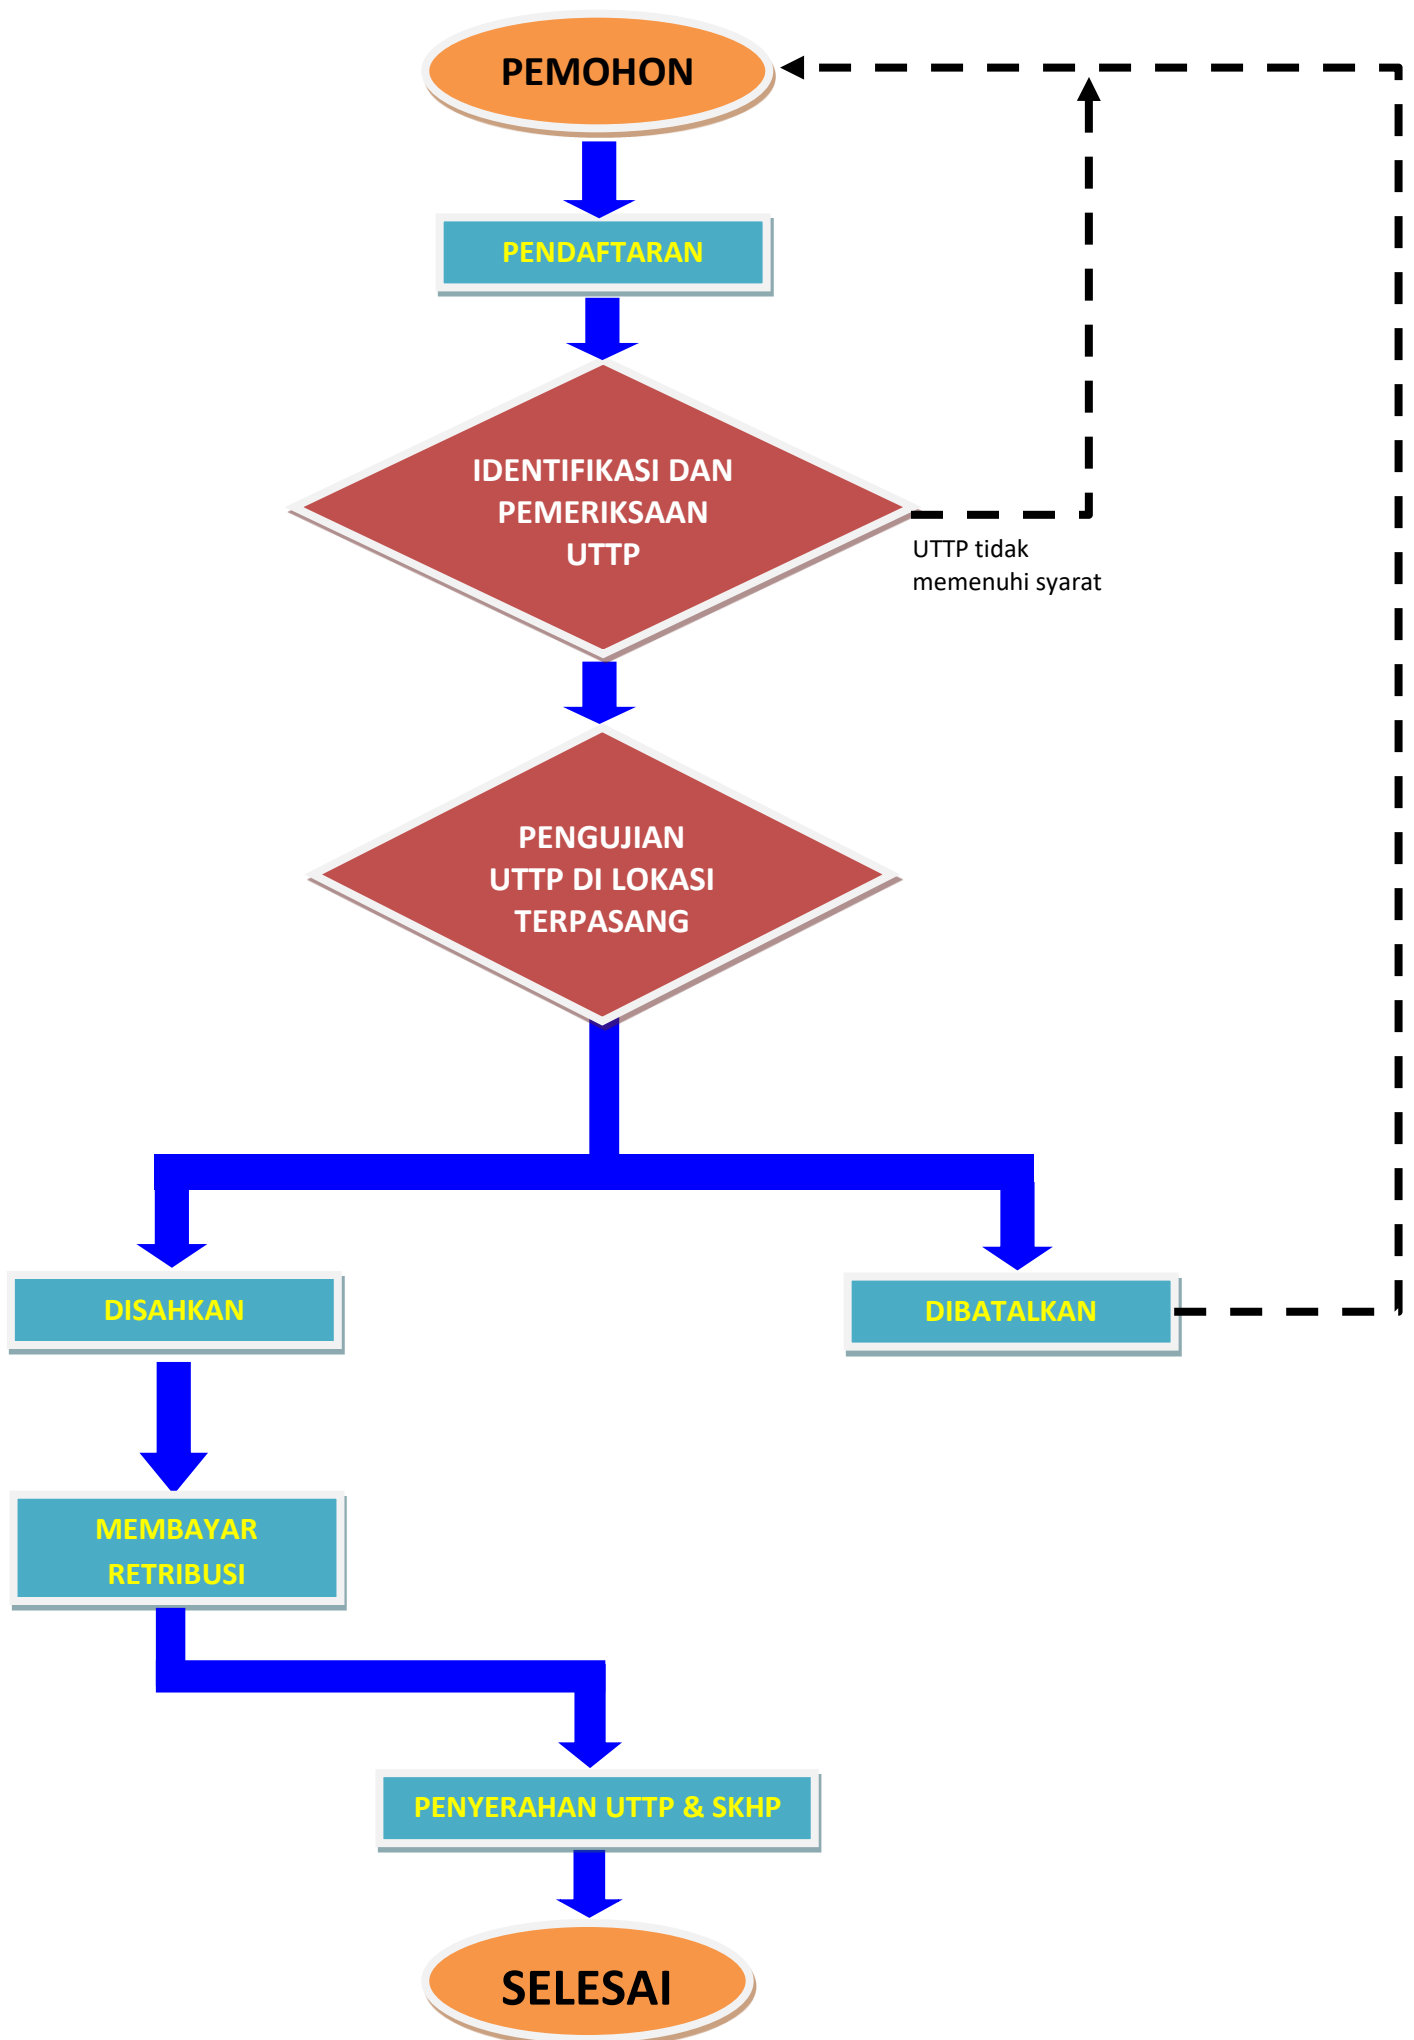 PEMOHON
PENDAFTARAN
IDENTIFIKASI DAN
PEMERIKSAAN
UTTP
UTTP tidak
memenuhi syarat
PENGUJIAN
UTTP DI LOKASI
TERPASANG
DISAHKAN
DIBATALKAN
MEMBAYAR
RETRIBUSI
PENYERAHAN UTTP & SKHP
SELESAI